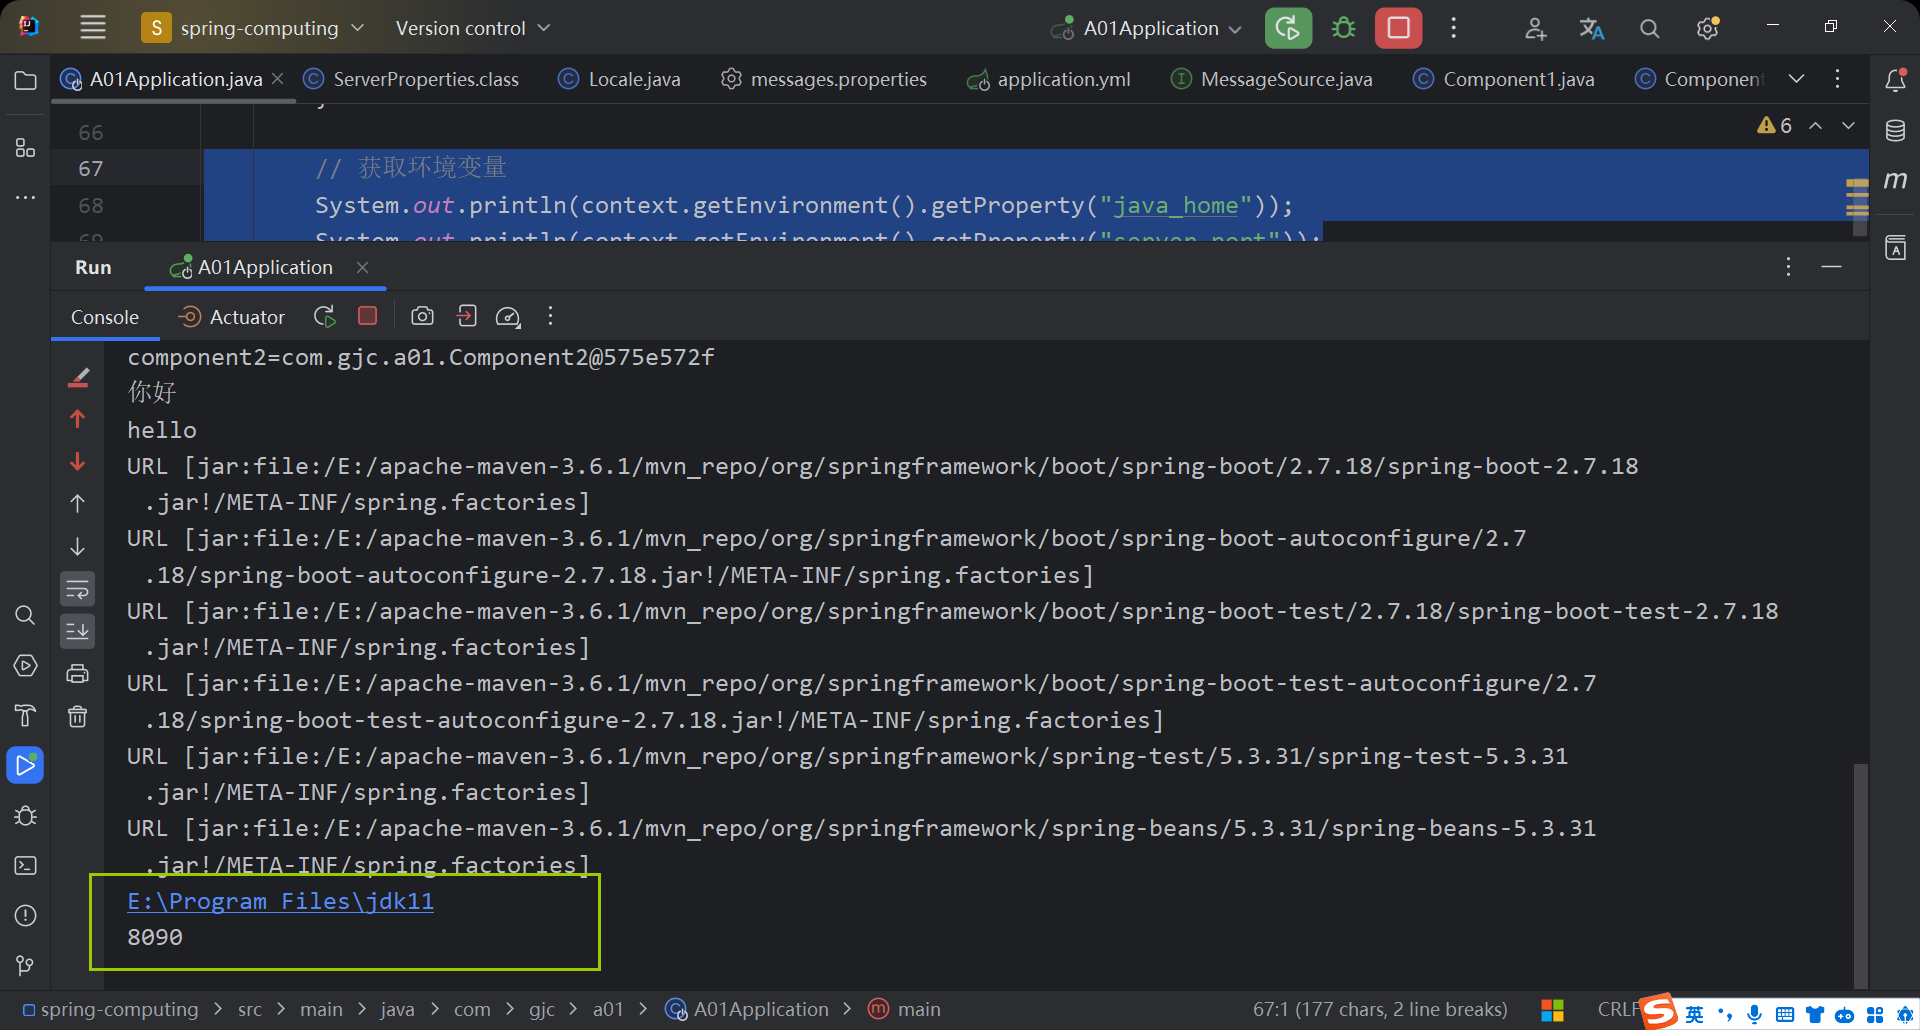 S spring-computing Version control A01Application
A01Application.java ServerProperties.class Locale.java messages.properties application.yml MessageSource.java Component1.java Componen
66
6
67 // 获取环境变量
68 System.out.println(context.getEnvironment().getProperty("java_home"));
69 System.out.println(context.getEnvironment().getProperty("server.port"));
Run A01Application
Console Actuator
component2=com.gjc.a01.Component2@575e572f
你好
hello
URL [jar:file:/E:/apache-maven-3.6.1/mvn_repo/org/springframework/boot/spring-boot/2.7.18/spring-boot-2.7.18
.jar!/META-INF/spring.factories]
URL [jar:file:/E:/apache-maven-3.6.1/mvn_repo/org/springframework/boot/spring-boot-autoconfigure/2.7
.18/spring-boot-autoconfigure-2.7.18.jar!/META-INF/spring.factories]
URL [jar:file:/E:/apache-maven-3.6.1/mvn_repo/org/springframework/boot/spring-boot-test/2.7.18/spring-boot-test-2.7.18
.jar!/META-INF/spring.factories]
URL [jar:file:/E:/apache-maven-3.6.1/mvn_repo/org/springframework/boot/spring-boot-test-autoconfigure/2.7
.18/spring-boot-test-autoconfigure-2.7.18.jar!/META-INF/spring.factories]
URL [jar:file:/E:/apache-maven-3.6.1/mvn_repo/org/springframework/spring-test/5.3.31/spring-test-5.3.31
.jar!/META-INF/spring.factories]
URL [jar:file:/E:/apache-maven-3.6.1/mvn_repo/org/springframework/spring-beans/5.3.31/spring-beans-5.3.31
.jar!/META-INF/spring.factories]
E:\Program Files\jdk11
8090
spring-computing > src > main > java > com > gjc > a01 > A01Application > main 67:1 (177 chars, 2 line breaks) CRLF 英